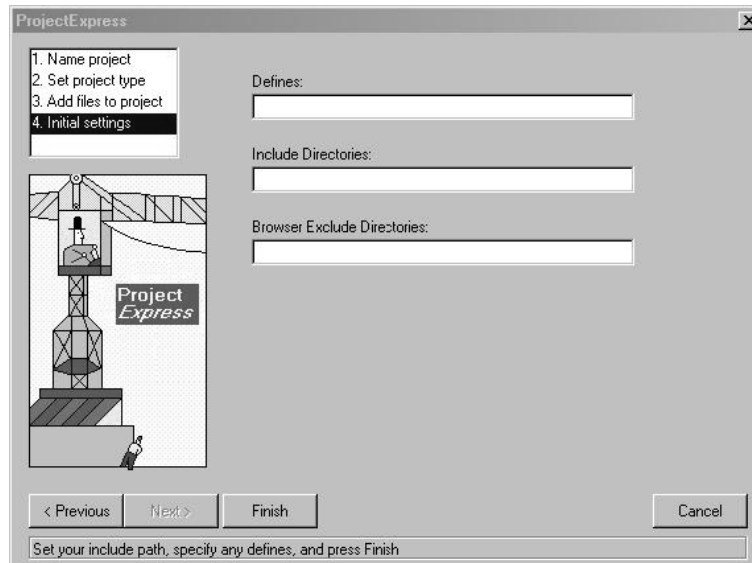 ProjectExpress
1. Name project
2. Set project type
3. Add files to project
4. Initial settings
Defines:
Include Directories:
Browser Exclude Directories:
Project
Express
< Previous
Next >
Finish
Cancel
Set your include path, specify any defines, and press Finish